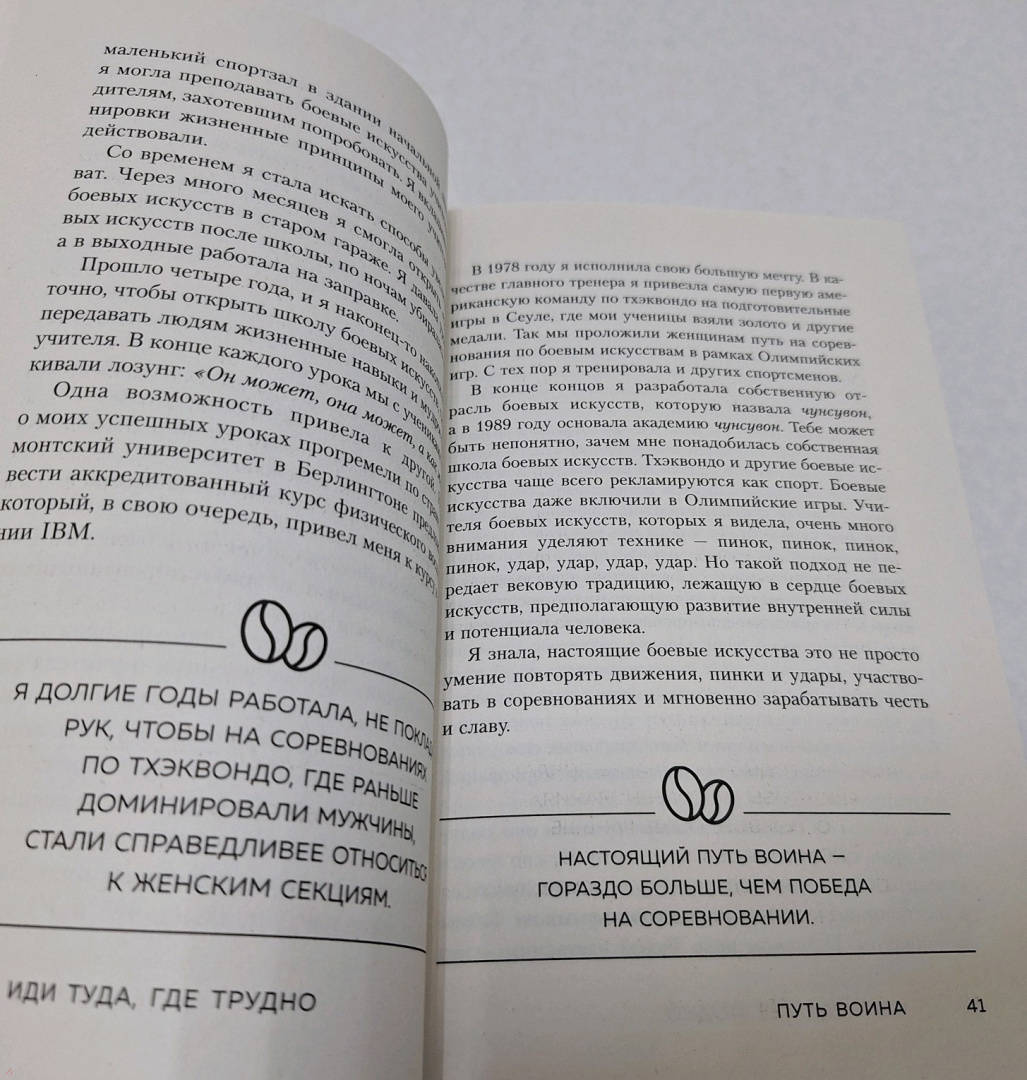 маленький спортзал в здании начальной
я могла преподавать боевые искусства
дителям, захотевшим попробовать. Я
нировки жизненные принципы моего
действовали.
Со временем я стала искать способы
ват. Через много месяцев я смогла открыть
боевых искусств в старом гараже. Я давала
вых искусств после школы, по ночам убирала
а в выходные работала на заправке.
Прошло четыре года, и я наконец-то
точно, чтобы открыть школу боевых искусств
передавать людям жизненные навыки и
учителя. В конце каждого урока мы с
кивали лозунг: «Он может, она может, а
Одна возможность привела к другой.
о моих успешных уроках прогремели по
монтский университет в Берлингтоне
вести аккредитованный курс физического
который, в свою очередь, привел меня к
нии IBM.
Я ДОЛГИЕ ГОДЫ РАБОТАЛА, НЕ ПОКЛА
РУК, ЧТОБЫ НА СОРЕВНОВАНИЯХ
ПО ТХЭКВОНДО, ГДЕ РАНЬШЕ
ДОМИНИРОВАЛИ МУЖЧИНЫ,
СТАЛИ СПРАВЕДЛИВЕЕ ОТНОСИТЬСЯ
К ЖЕНСКИМ СЕКЦИЯМ.
ИДИ ТУДА, ГДЕ ТРУДНО
В 1978 году я исполнила свою большую мечту. В ка-
честве главного тренера я привезла самую первую аме-
риканскую команду по тхэквондо на подготовительные
игры в Сеуле, где мои ученицы взяли золото и другие
медали. Так мы проложили женщинам путь на сорев-
нования по боевым искусствам в рамках Олимпийских
игр. С тех пор я тренировала и других спортсменов.
В конце концов я разработала собственную от-
расль боевых искусств, которую назвала чунсувон,
а в 1989 году основала академию чунсувон. Тебе может
быть непонятно, зачем мне понадобилась собственная
школа боевых искусств. Тхэквондо и другие боевые ис-
кусства чаще всего рекламируются как спорт. Боевые
искусства даже включили в Олимпийские игры. Учи-
теля боевых искусств, которых я видела, очень много
внимания уделяют технике — пинок, пинок, пинок,
пинок, удар, удар, удар, удар. Но такой подход не пе-
редает вековую традицию, лежащую в сердце боевых
искусств, предполагающую развитие внутренней силы
и потенциала человека.
Я знала, настоящие боевые искусства это не просто
умение повторять движения, пинки и удары, участво-
вать в соревнованиях и мгновенно зарабатывать честь
и славу.
НАСТОЯЩИЙ ПУТЬ ВОИНА —
ГОРАЗДО БОЛЬШЕ, ЧЕМ ПОБЕДА
НА СОРЕВНОВАНИИ.
ПУТЬ ВОИНА 41